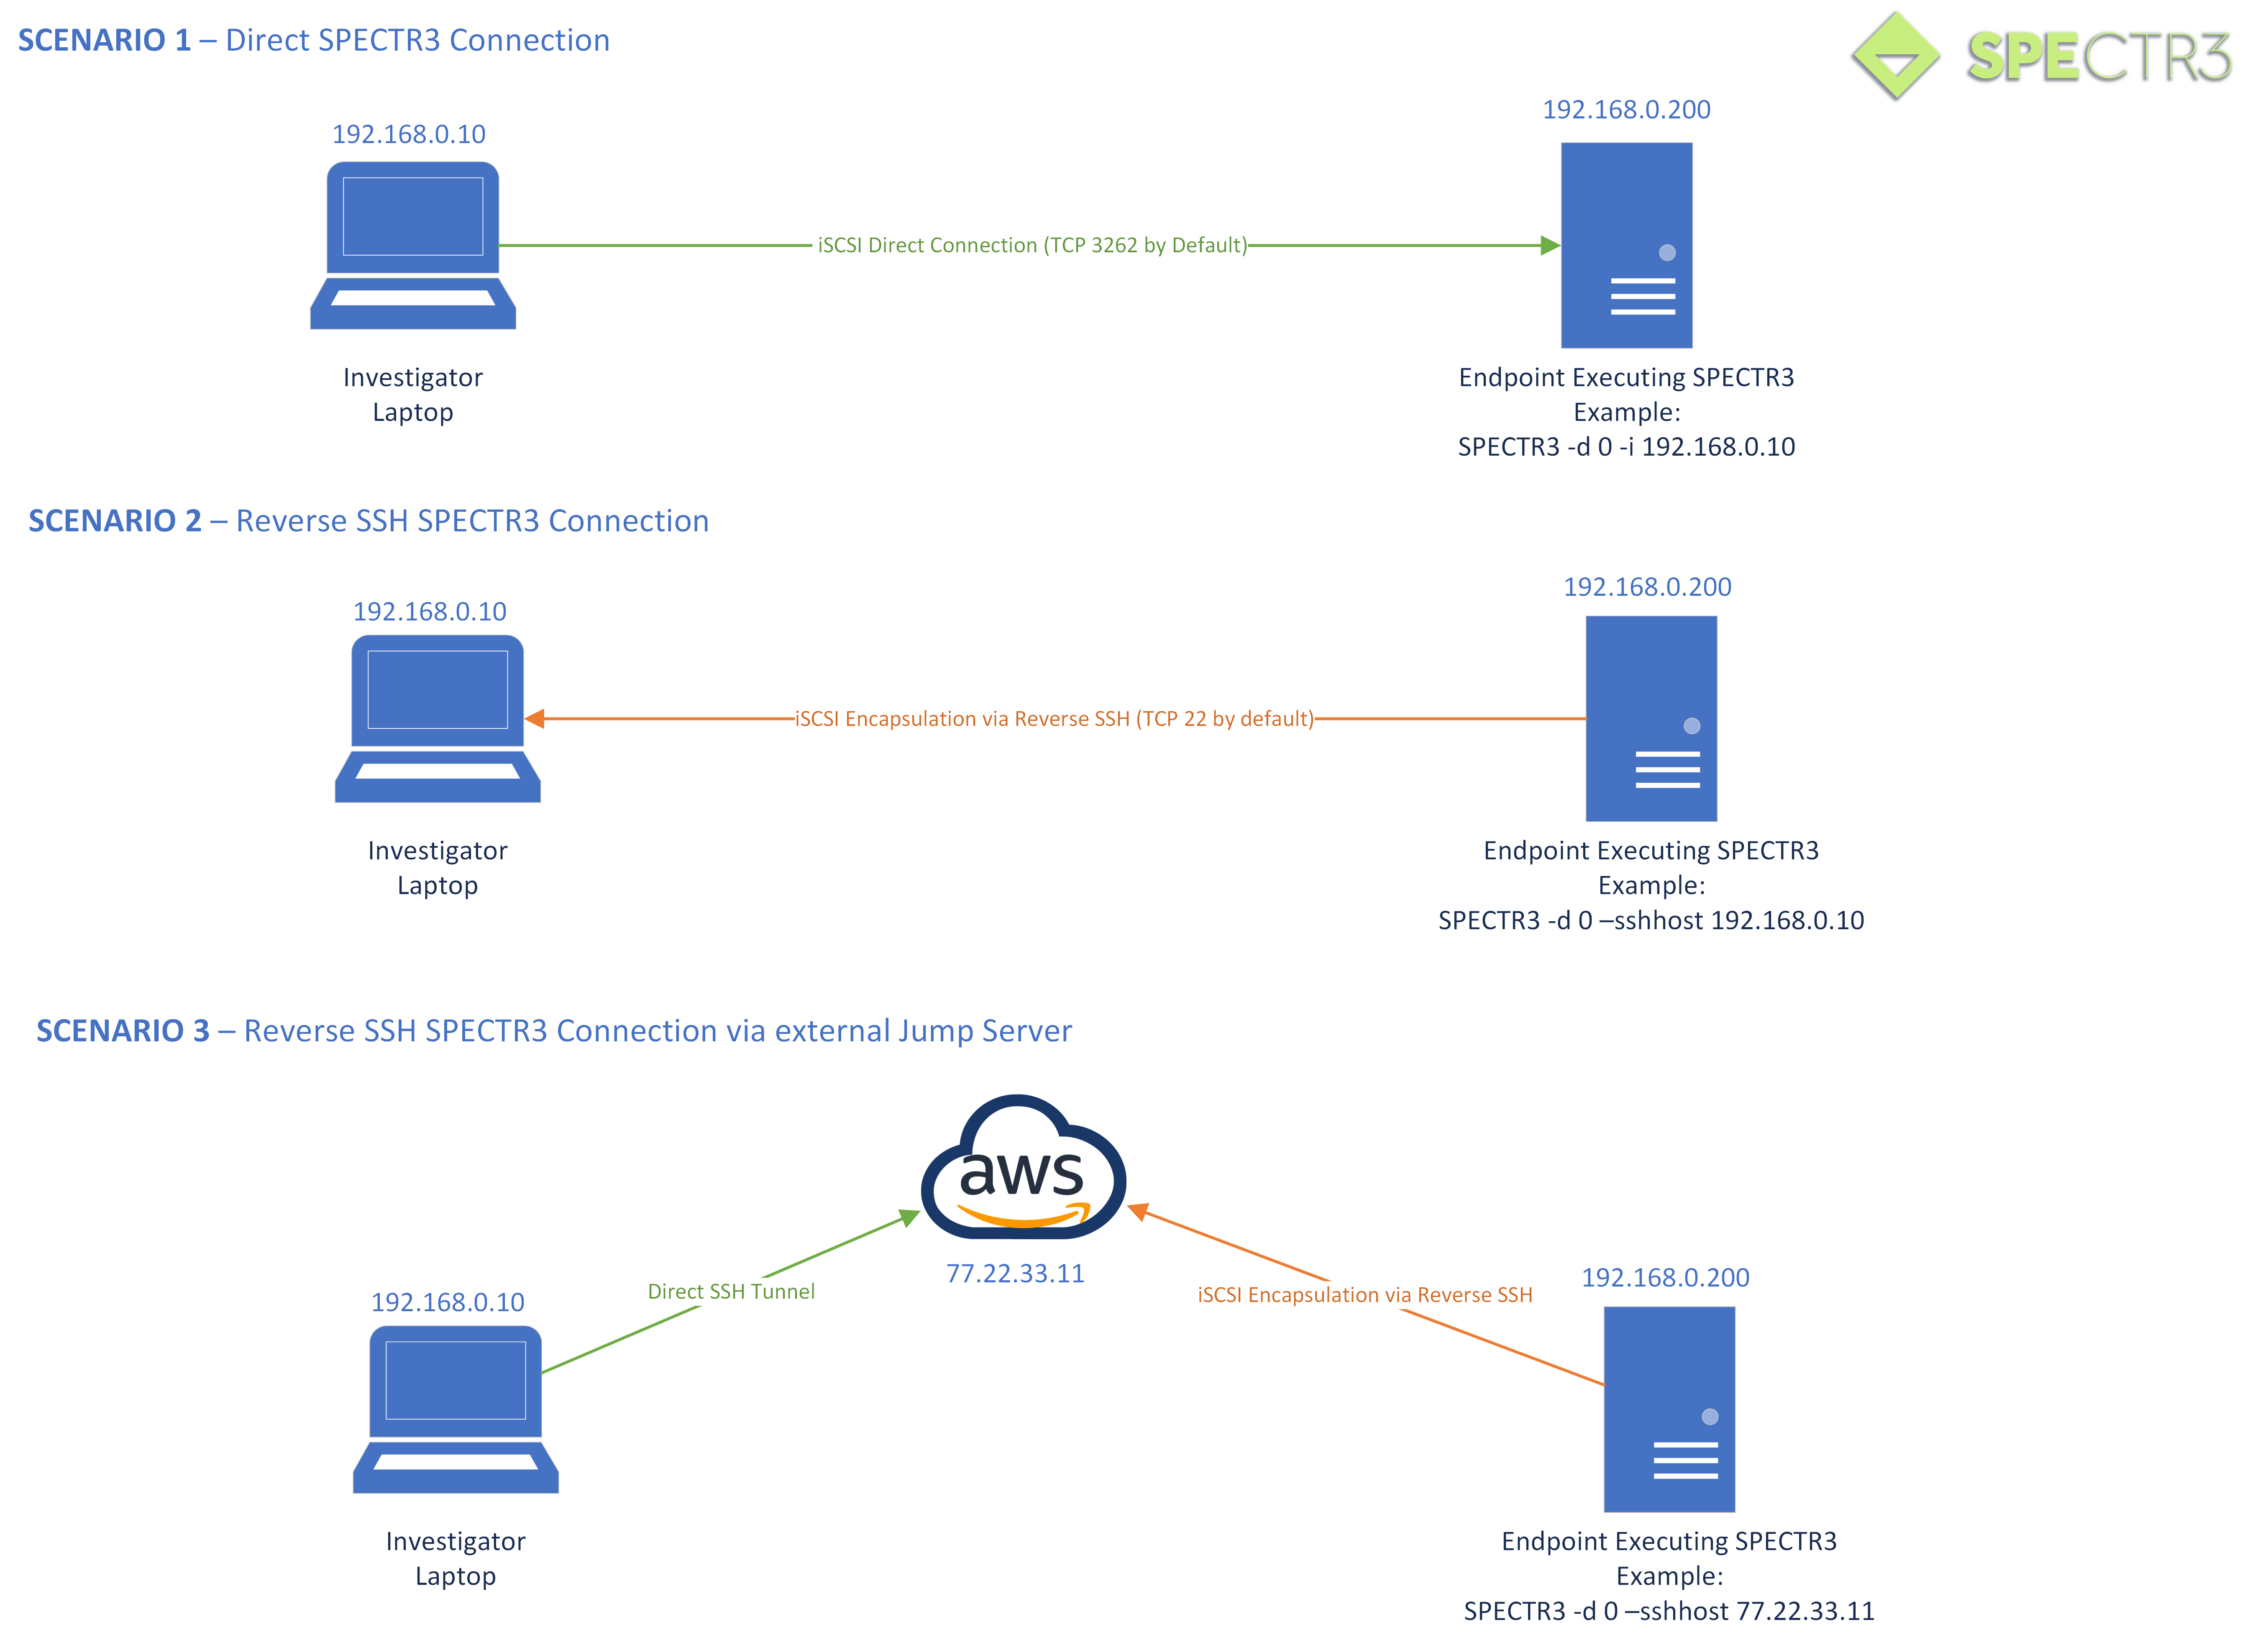 SCENARIO 1 – Direct SPECTR3 Connection
SPECTR3
192.168.0.10
192.168.0.200
iSCSI Direct Connection (TCP 3262 by Default)
Investigator
Laptop
Endpoint Executing SPECTR3
Example:
SPECTR3 -d 0 -i 192.168.0.10
SCENARIO 2 – Reverse SSH SPECTR3 Connection
192.168.0.10
192.168.0.200
iSCSI Encapsulation via Reverse SSH (TCP 22 by default)
Investigator
Laptop
Endpoint Executing SPECTR3
Example:
SPECTR3 -d 0 –sshhost 192.168.0.10
SCENARIO 3 – Reverse SSH SPECTR3 Connection via external Jump Server
aws
77.22.33.11
192.168.0.10
192.168.0.200
Direct SSH Tunnel
iSCSI Encapsulation via Reverse SSH
Investigator
Laptop
Endpoint Executing SPECTR3
Example:
SPECTR3 -d 0 –sshhost 77.22.33.11